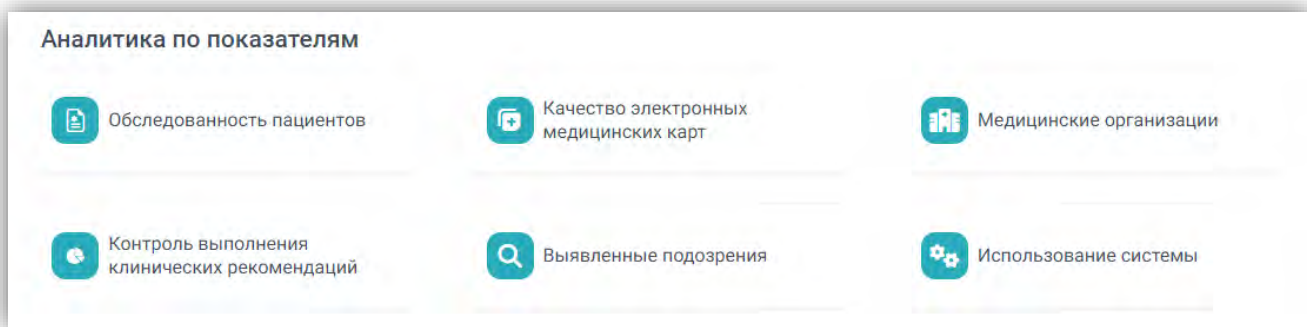 Аналитика по показателям
Обследованность пациентов
Качество электронных
медицинских карт
Медицинские организации
Контроль выполнения
клинических рекомендаций
Выявленные подозрения
Использование системы